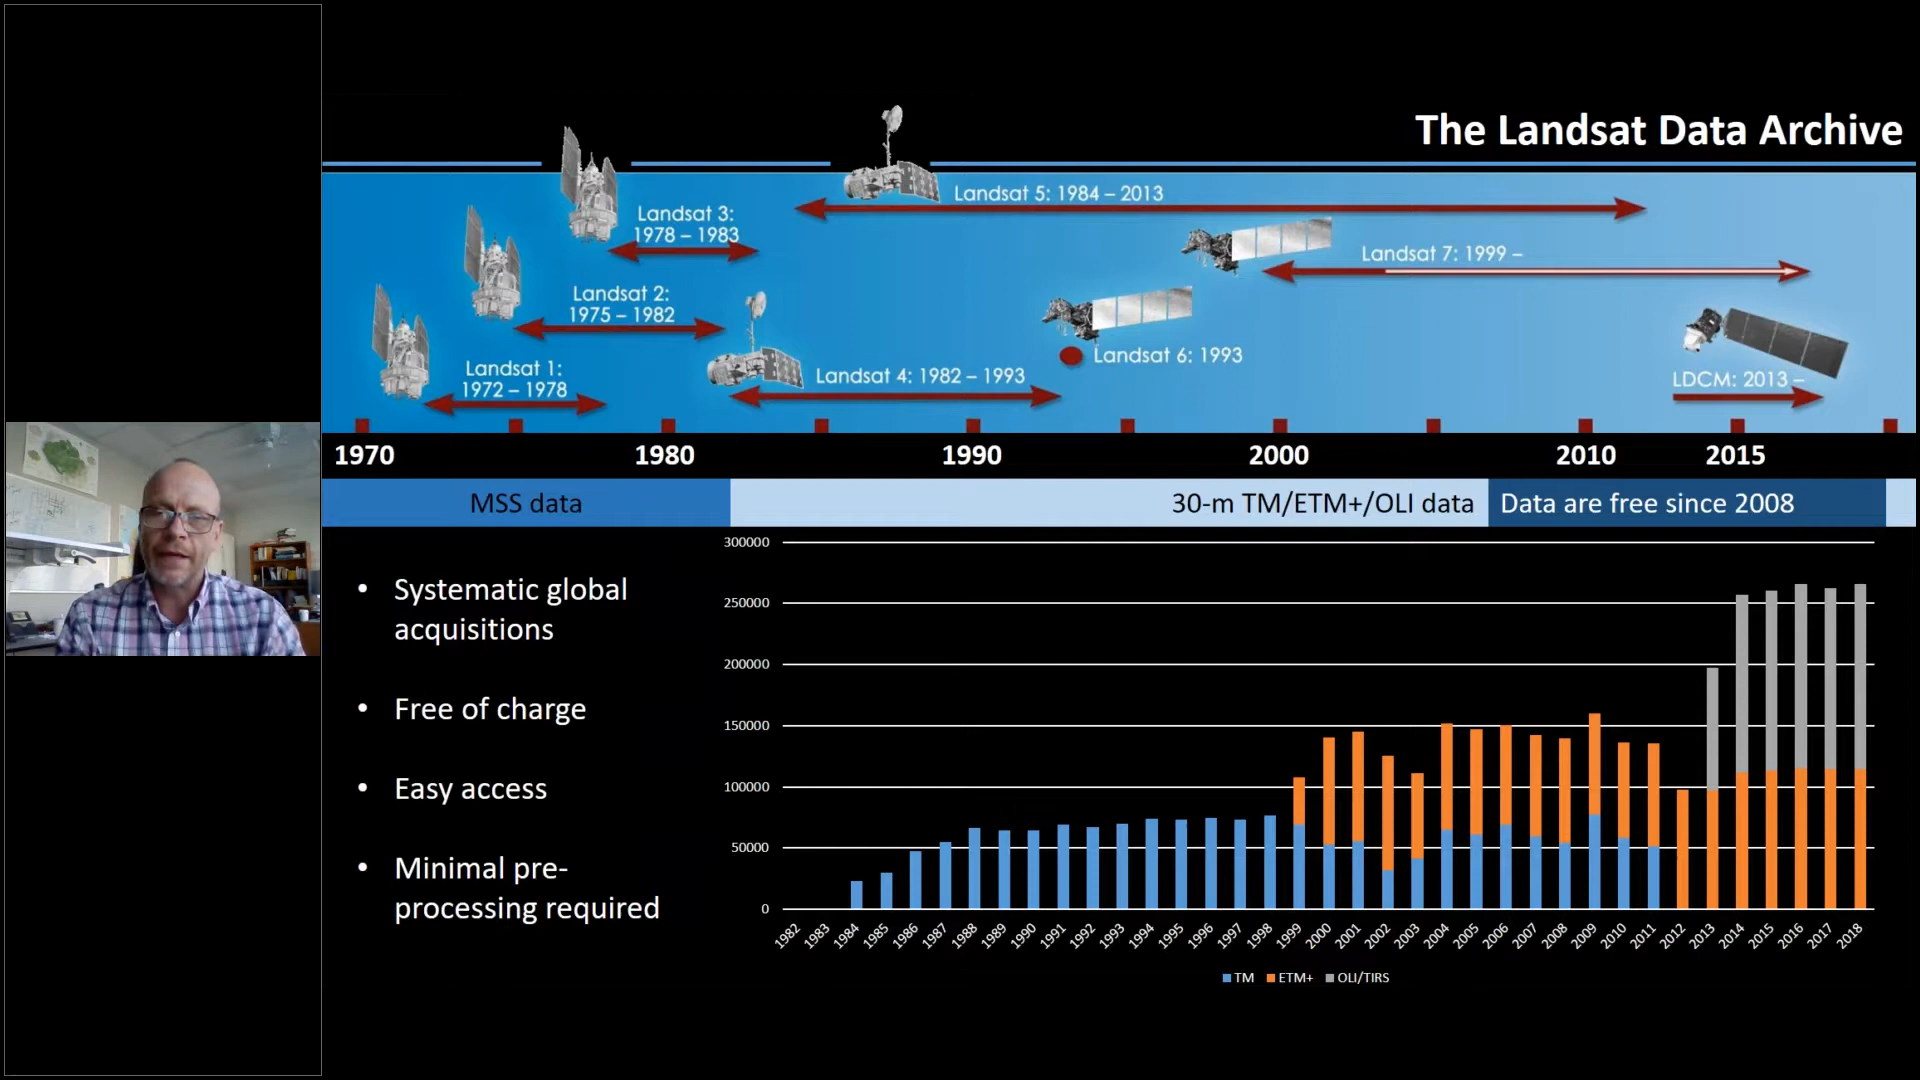 The Landsat Data Archive
Landsat 5: 1984 – 2013
Landsat 3:
1978 – 1983
Landsat 7: 1999 –
Landsat 2:
1975 – 1982
Landsat 6: 1993
Landsat 1:
1972 – 1978
Landsat 4: 1982 – 1993
LDCM: 2013 –
1970 1980 1990 2000 2010 2015
MSS data 30-m TM/ETM+/OLI data Data are free since 2008
• Systematic global
acquisitions
• Free of charge
• Easy access
• Minimal pre-
processing required
300000
250000
200000
150000
100000
50000
0
1982 1983 1984 1985 1986 1987 1988 1989 1990 1991 1992 1993 1994 1995 1996 1997 1998 1999 2000 2001 2002 2003 2004 2005 2006 2007 2008 2009 2010 2011 2012 2013 2014 2015 2016 2017 2018
TM ETM+ OLI/TIRS